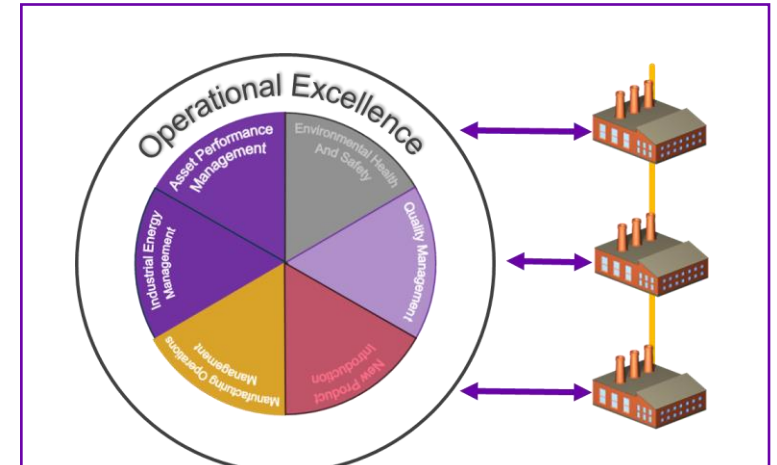 Operational Excellence
Asset Performance
Management
Environmental Health
And Safety
Quality Management
New Product
Introduction
Manufacturing Operations
Management
Industrial Energy
Management